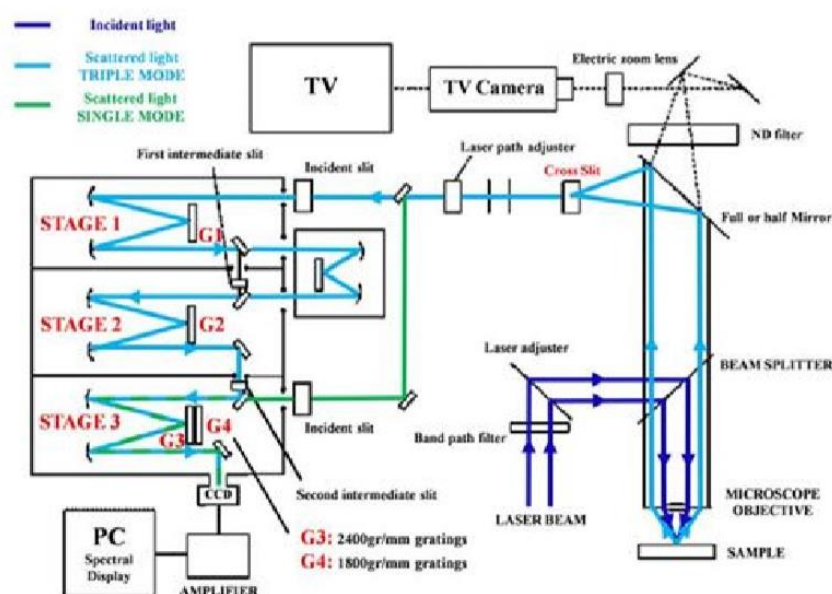 Incident light
Scattered light
TRIPLE MODE
Scattered light
SINGLE MODE
TV
TV Camera
Electric zoom lens
ND filter
First intermediate slit
Incident slit
Laser path adjuster
Cross Slit
Full or half Mirror
STAGE 1
G1
STAGE 2
G2
Laser adjuster
BEAM SPLITTER
STAGE 3
G4
G3
Incident slit
Band path filter
CCD
Second intermediate slit
LASER BEAM
MICROSCOPE
OBJECTIVE
PC
Spectral
Display
AMPLIFIER
G3: 2400gr/mm gratings
G4: 1800gr/mm gratings
SAMPLE